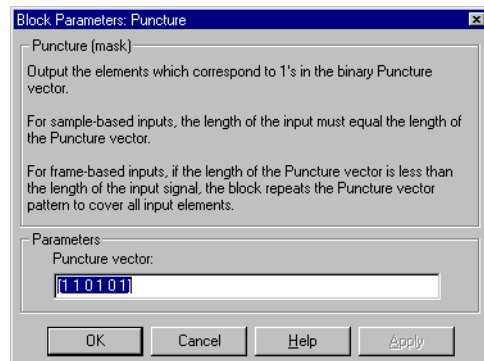 Block Parameters: Puncture
Puncture (mask)
Output the elements which correspond to 1's in the binary Puncture
vector.
For sample-based inputs, the length of the input must equal the length of
the Puncture vector.
For frame-based inputs, if the length of the Puncture vector is less than
the length of the input signal, the block repeats the Puncture vector
pattern to cover all input elements.
Parameters
Puncture vector:
[1 1 0 1 0 1]
OK Cancel Help Apply